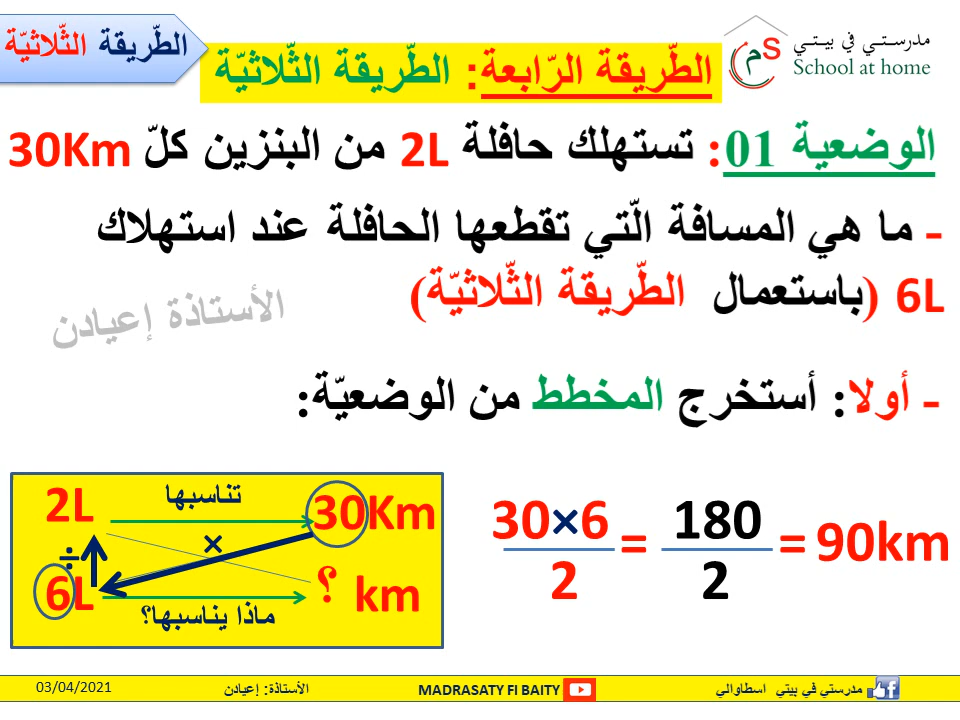 الطّريقة الثّلاثيّة
الطّريقة الرّابعة: الطّريقة الثّلاثيّة
مدرستي في بيتي
School at home
S
م
الوضعية 01: تستهلك حافلة 2L من البنزين كلّ 30Km
- ما هي المسافة الّتي تقطعها الحافلة عند استهلاك
6L (باستعمال الطّريقة الثّلاثيّة)
الأستاذة إعيادن
- أولا: أستخرج المخطط من الوضعيّة:
2L تناسبها 30Km
÷ ×
6L ماذا يناسبها؟ ؟ km
30×6 / 2 = 180 / 2 = 90km
03/04/2021
الأستاذة: إعيادن
MADRASATY FI BAITY
مدرستي في بيتي اسطاوالي